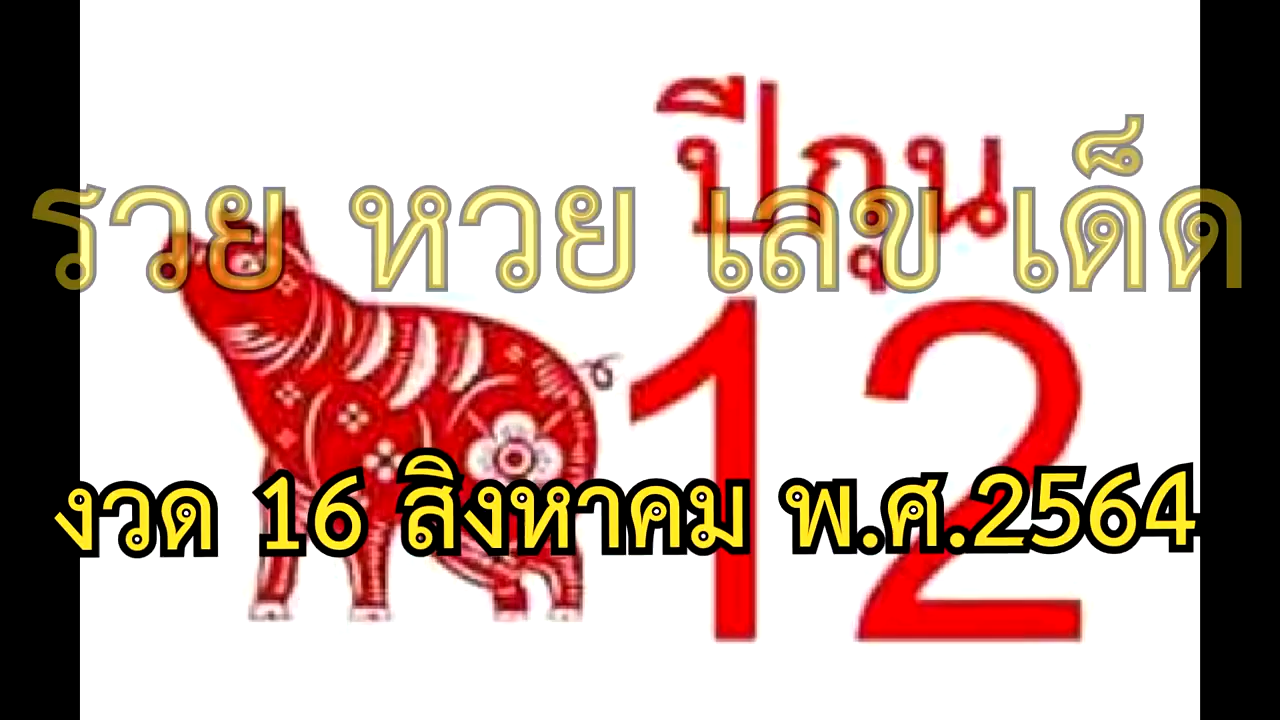 ปีกุน
รวย หวย เลข เด็ด
12
งวด 16 สิงหาคม พ.ศ.2564